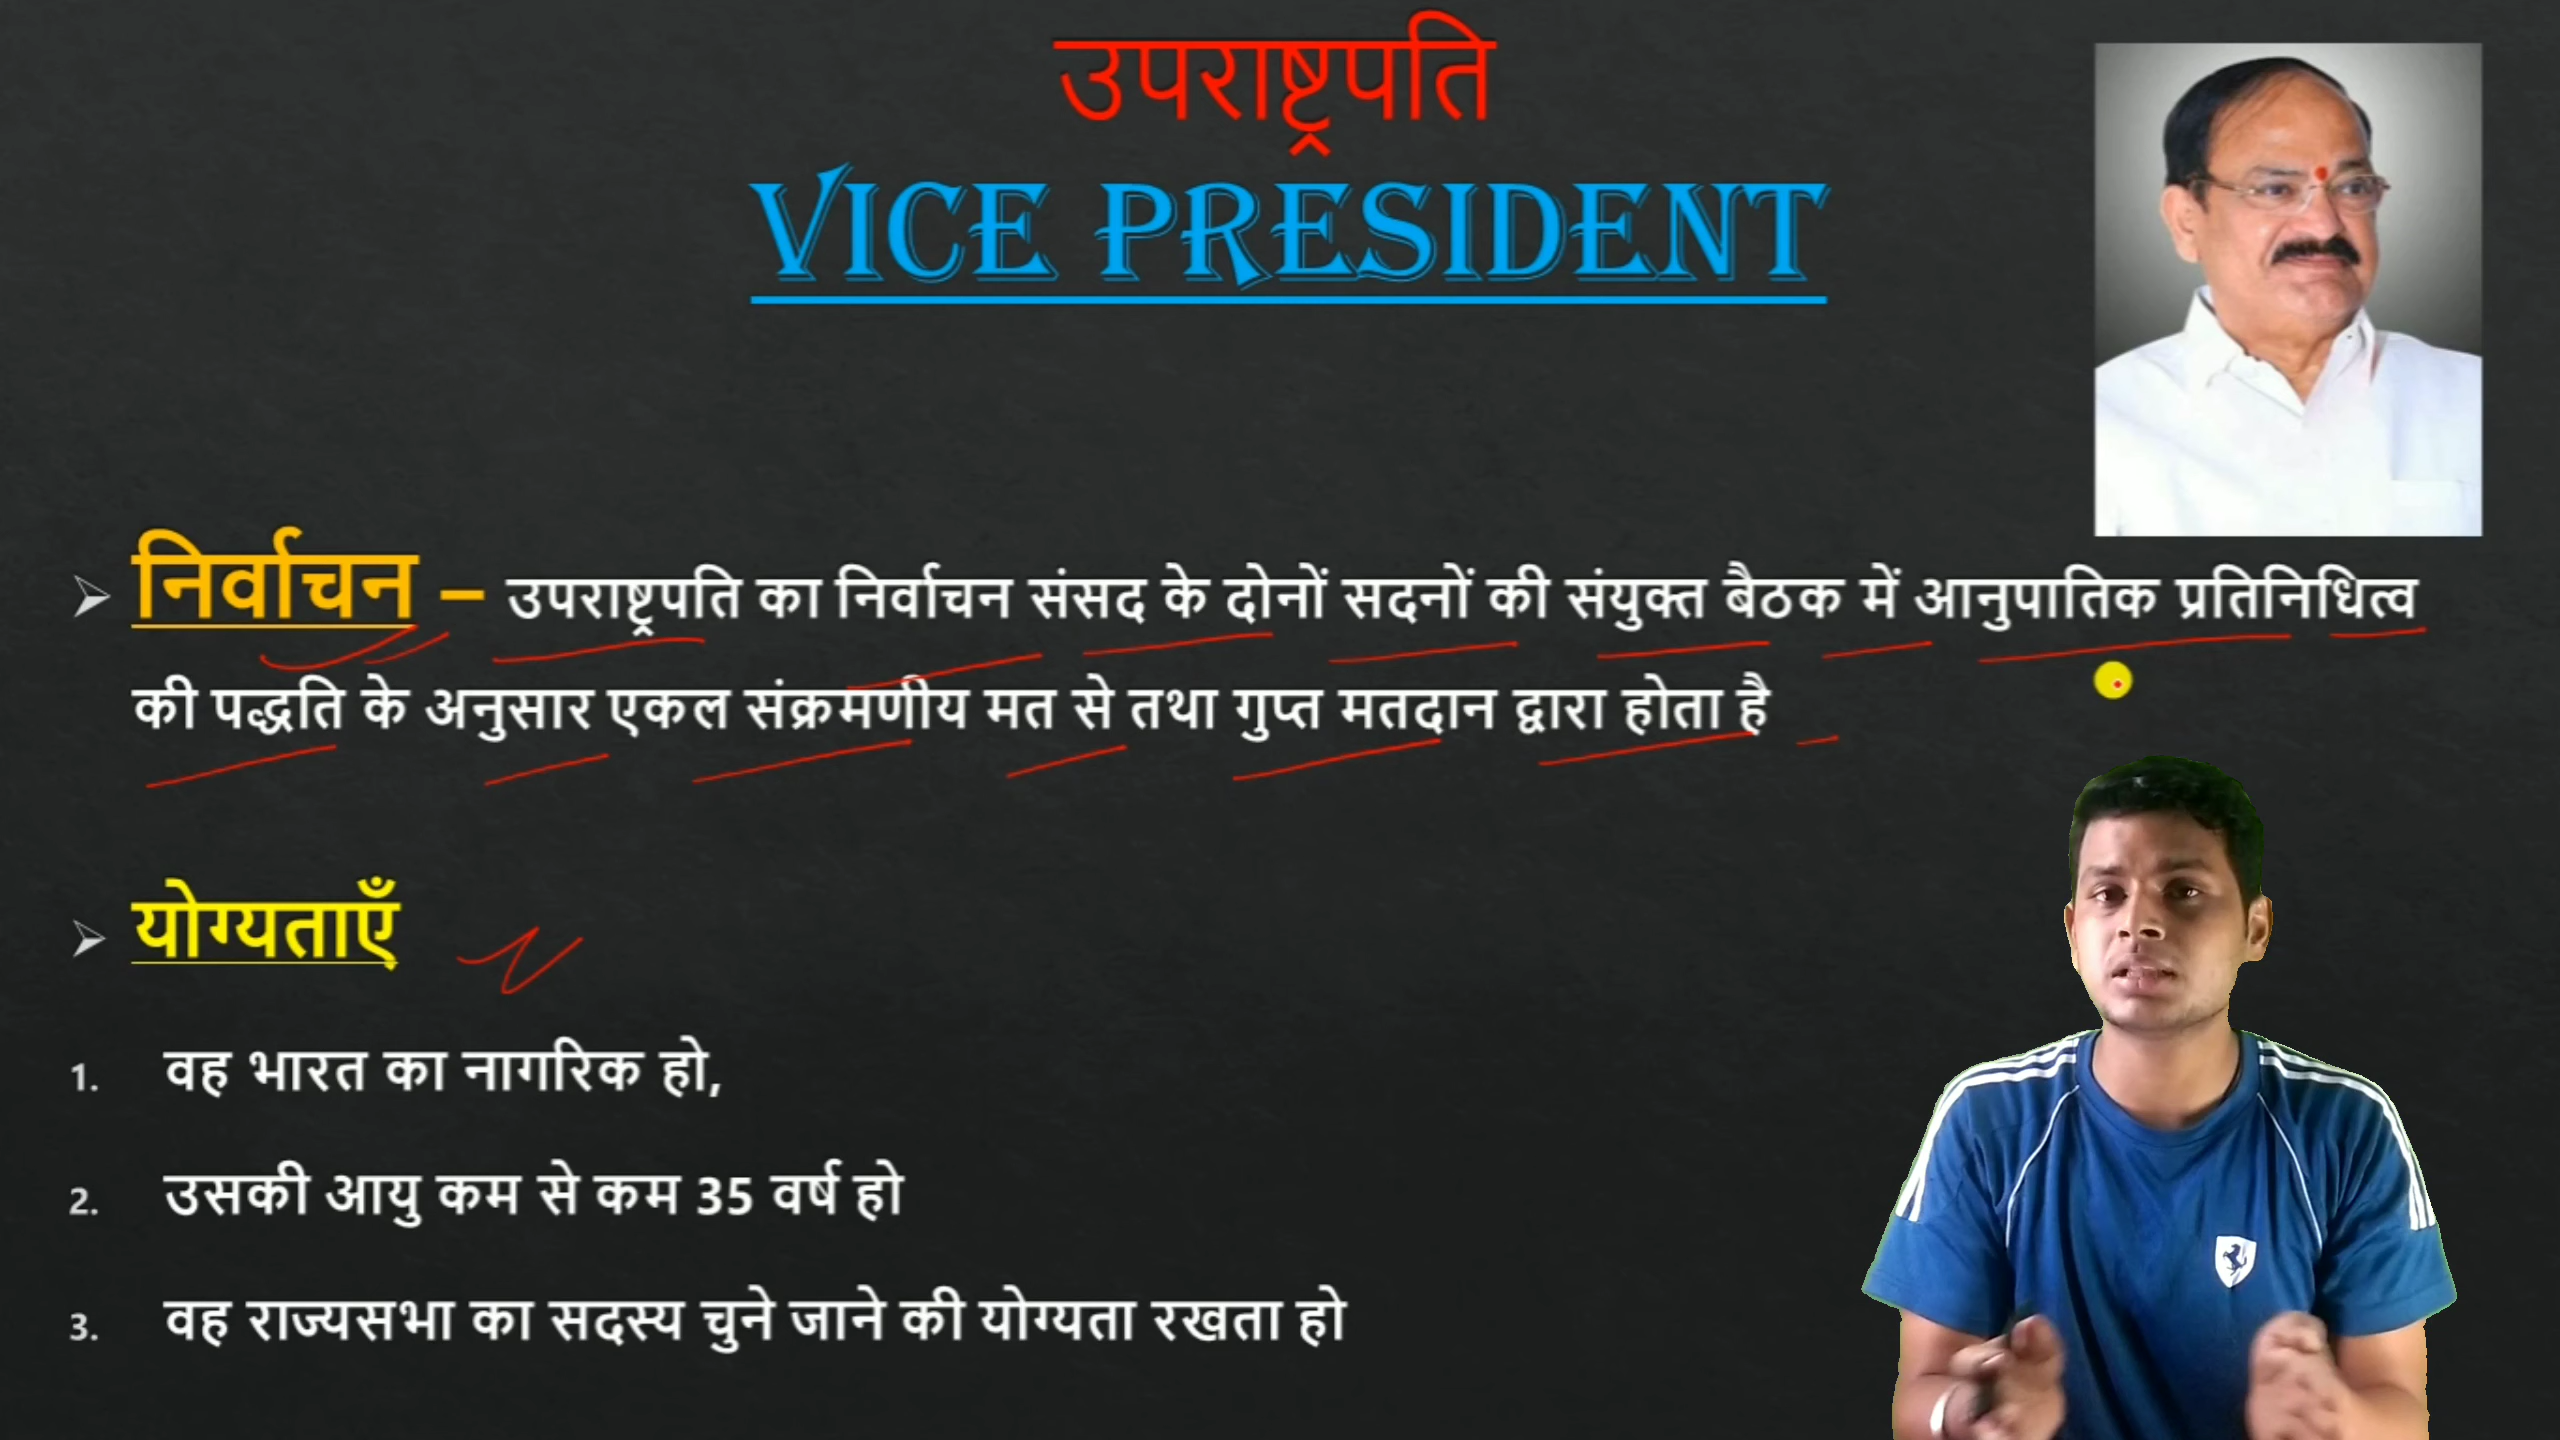 उपराष्ट्रपति
VICE PRESIDENT
➢ निर्वाचन – उपराष्ट्रपति का निर्वाचन संसद के दोनों सदनों की संयुक्त बैठक में आनुपातिक प्रतिनिधित्व
की पद्धति के अनुसार एकल संक्रमणीय मत से तथा गुप्त मतदान द्वारा होता है
➢ योग्यताएँ
1. वह भारत का नागरिक हो,
2. उसकी आयु कम से कम 35 वर्ष हो
3. वह राज्यसभा का सदस्य चुने जाने की योग्यता रखता हो